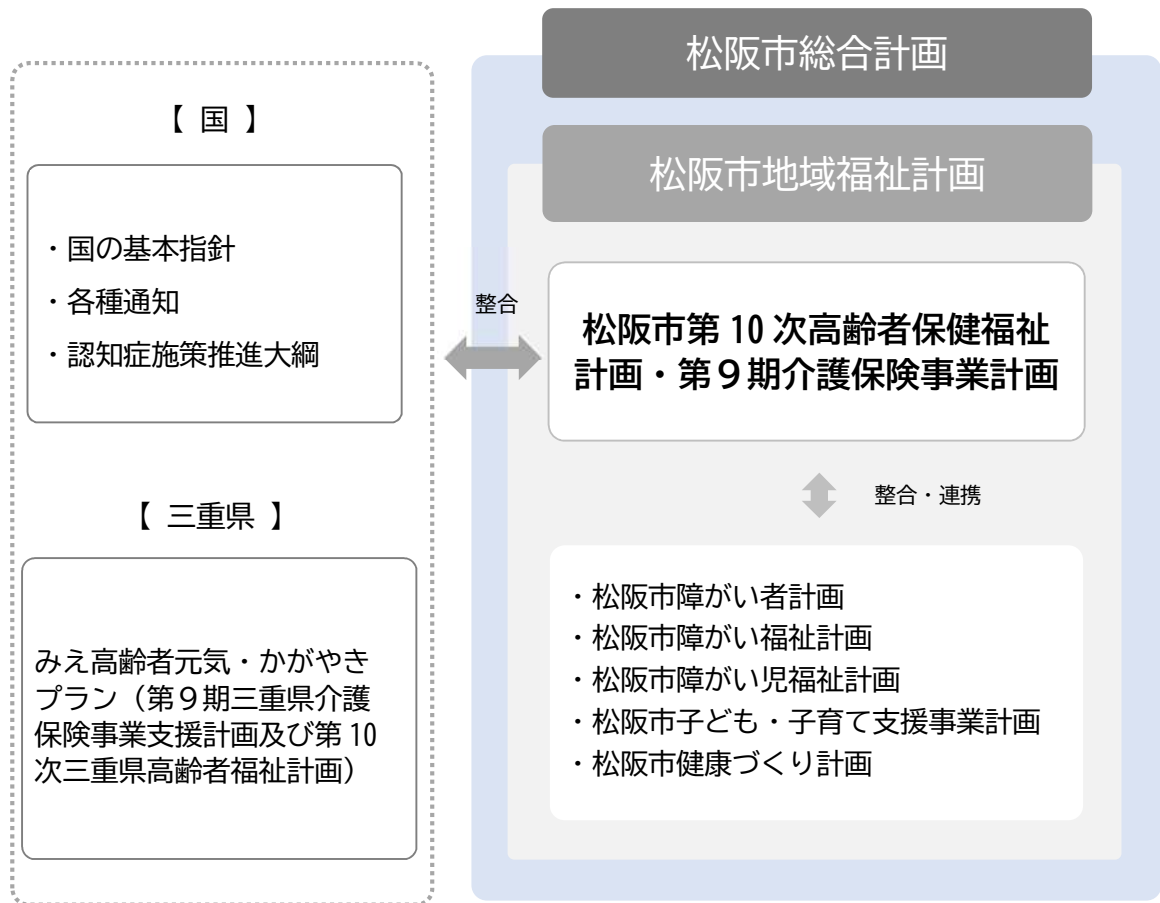 【 国 】
・国の基本指針
・各種通知
・認知症施策推進大綱
【 三重県 】
みえ高齢者元気・かがやき
プラン（第９期三重県介護
保険事業支援計画及び第 10
次三重県高齢者福祉計画）
整合
松阪市総合計画
松阪市地域福祉計画
松阪市第 10 次高齢者保健福祉
計画・第９期介護保険事業計画
整合・連携
・松阪市障がい者計画
・松阪市障がい福祉計画
・松阪市障がい児福祉計画
・松阪市子ども・子育て支援事業計画
・松阪市健康づくり計画